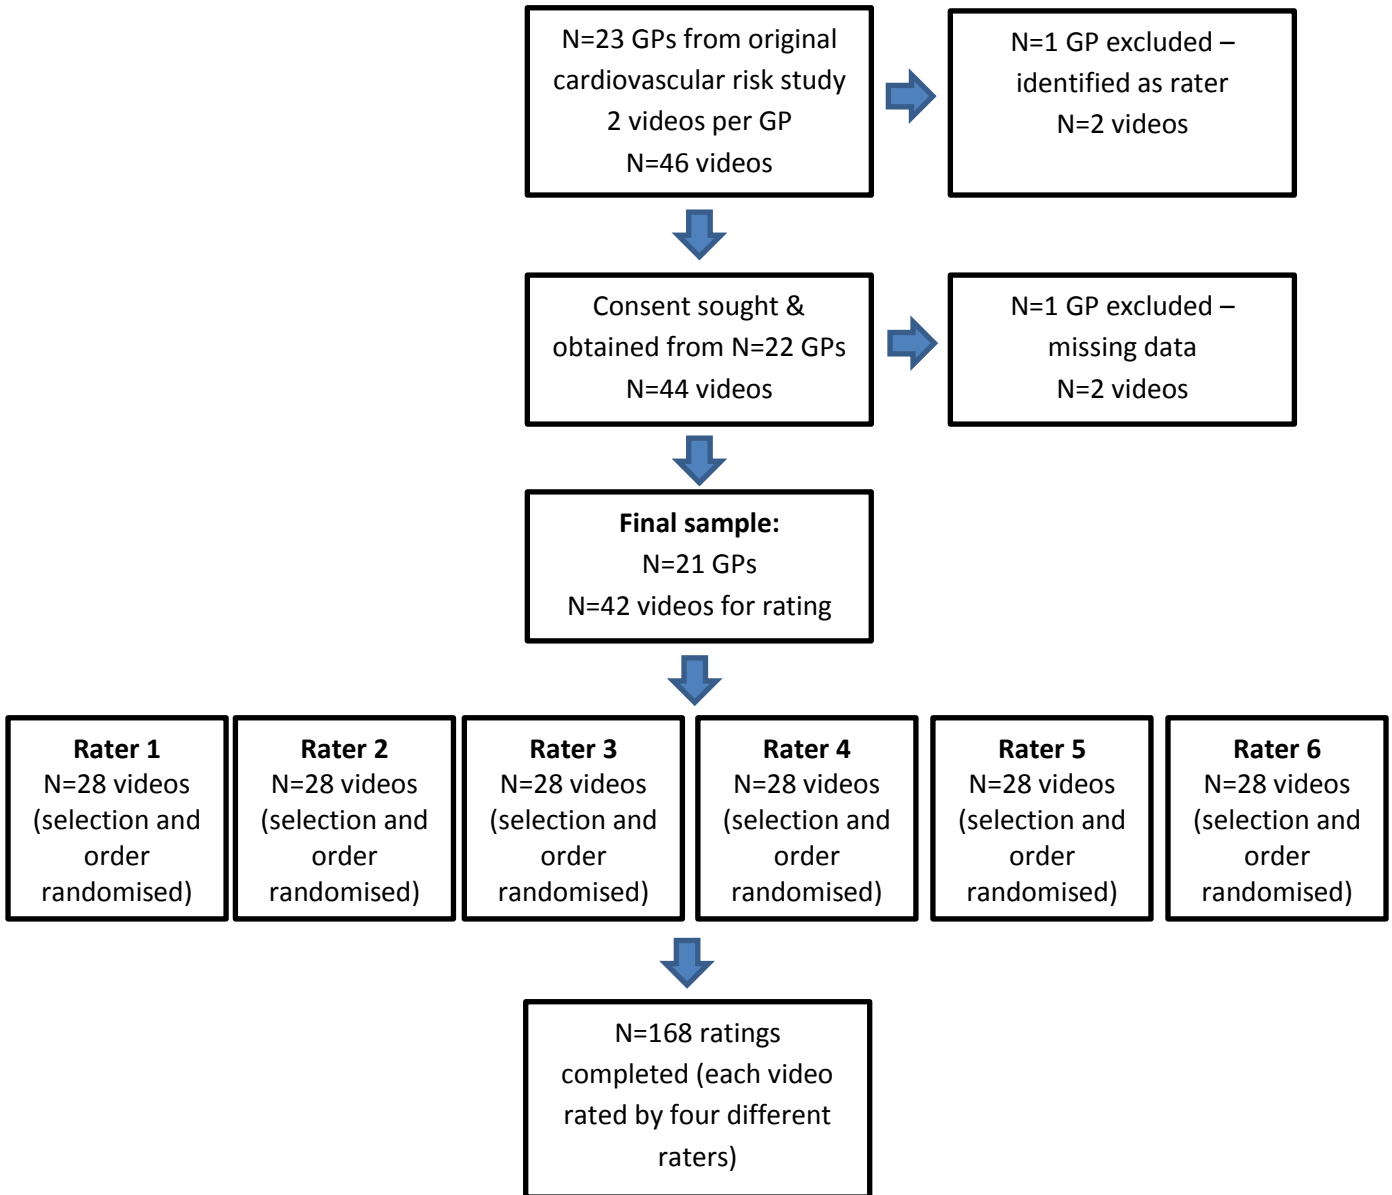 N=23 GPs from original
cardiovascular risk study
2 videos per GP
N=46 videos
N=1 GP excluded –
identified as rater
N=2 videos
Consent sought &
obtained from N=22 GPs
N=44 videos
N=1 GP excluded –
missing data
N=2 videos
Final sample:
N=21 GPs
N=42 videos for rating
Rater 1
N=28 videos
(selection and
order
randomised)
Rater 2
N=28 videos
(selection and
order
randomised)
Rater 3
N=28 videos
(selection and
order
randomised)
Rater 4
N=28 videos
(selection and
order
randomised)
Rater 5
N=28 videos
(selection and
order
randomised)
Rater 6
N=28 videos
(selection and
order
randomised)
N=168 ratings
completed (each video
rated by four different
raters)